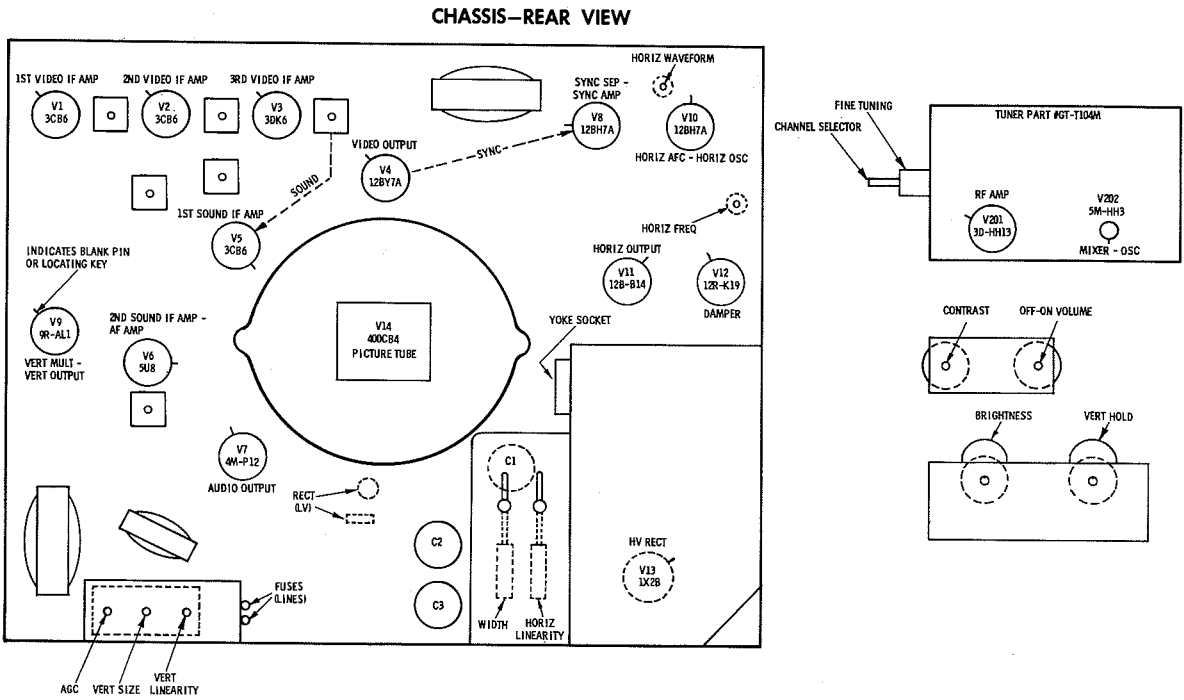 CHASSIS–REAR VIEW
1ST VIDEO IF AMP
V1
3CB6
2ND VIDEO IF AMP
V2
3CB6
3RD VIDEO IF AMP
V3
3DK6
SYNC SEP -
SYNC AMP
V8
12BH7A
HORIZ WAVEFORM
V10
12BH7A
HORIZ AFC - HORIZ OSC
VIDEO OUTPUT
V4
12BY7A
SYNC
SOUND
1ST SOUND IF AMP
V5
3CB6
HORIZ FREQ
HORIZ OUTPUT
V11
12B-B14
V12
12R-K19
DAMPER
INDICATES BLANK PIN
OR LOCATING KEY
V9
9R-AL1
VERT MULT -
VERT OUTPUT
2ND SOUND IF AMP -
AF AMP
V6
5U8
V14
400CB4
PICTURE TUBE
YOKE SOCKET
V7
4M-P12
AUDIO OUTPUT
RECT
(LV)
C1
C2
C3
HV RECT
V13
1X2B
FUSES
(LINES)
WIDTH
HORIZ
LINEARITY
AGC
VERT SIZE
VERT
LINEARITY
FINE TUNING
CHANNEL SELECTOR
TUNER PART #GT-T104M
RF AMP
V201
3D-HH13
V202
5M-HH3
MIXER - OSC
CONTRAST
OFF-ON VOLUME
BRIGHTNESS
VERT HOLD